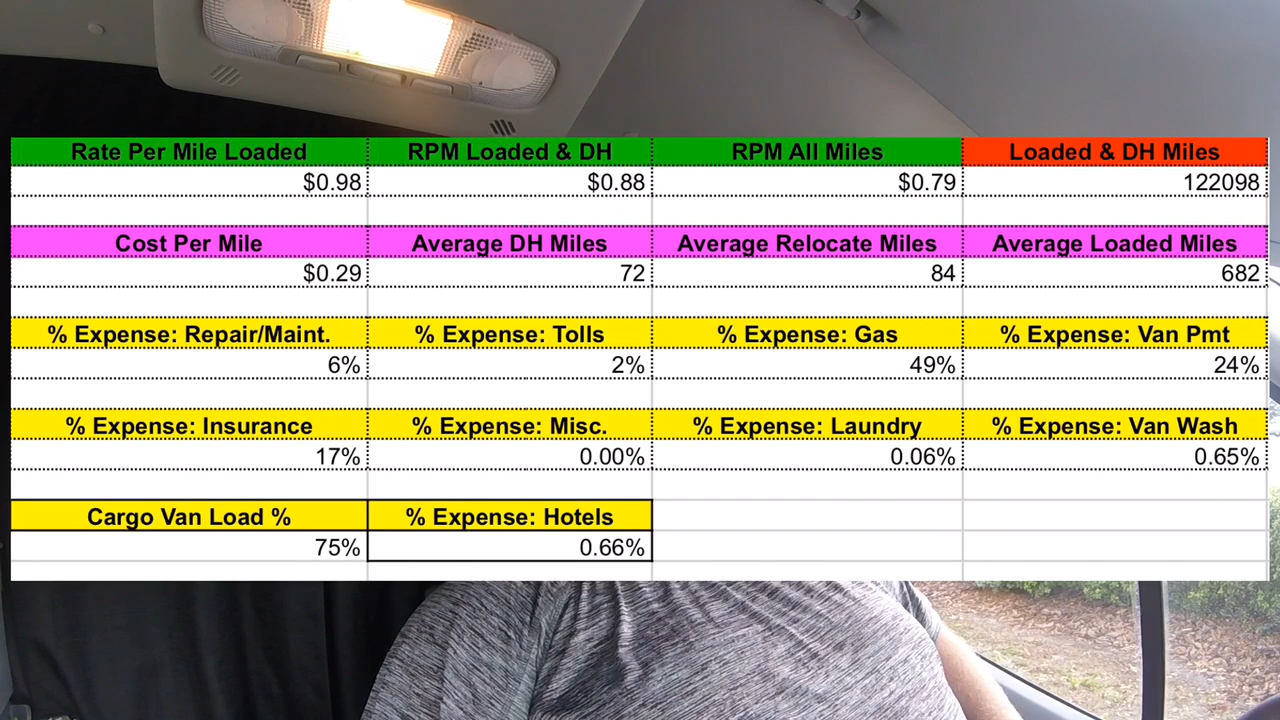 Rate Per Mile Loaded RPM Loaded & DH RPM All Miles Loaded & DH Miles
$0.98 $0.88 $0.79 122098
Cost Per Mile Average DH Miles Average Relocate Miles Average Loaded Miles
$0.29 72 84 682
% Expense: Repair/Maint. % Expense: Tolls % Expense: Gas % Expense: Van Pmt
6% 2% 49% 24%
% Expense: Insurance % Expense: Misc. % Expense: Laundry % Expense: Van Wash
17% 0.00% 0.06% 0.65%
Cargo Van Load % % Expense: Hotels
75% 0.66%